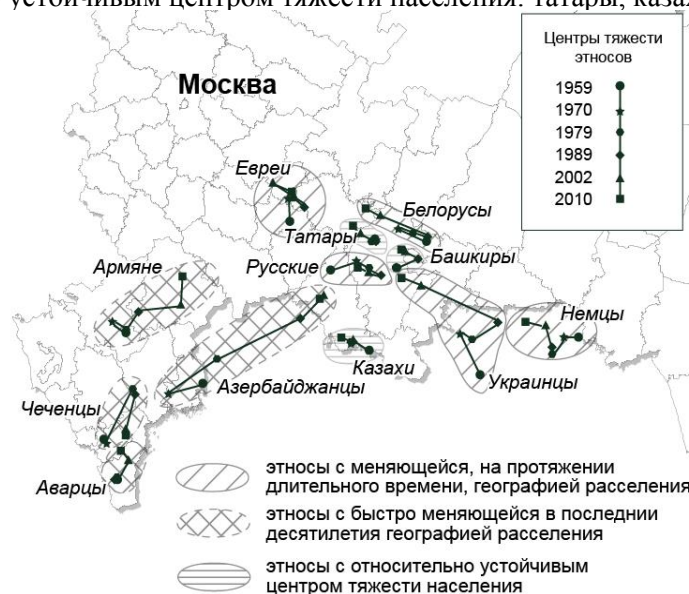 устойчивым центром тяжести населения: татары, казах
Центры тяжести
этносов
1959
1970
1979
1989
2002
2010
Москва
Евреи
Белорусы
Татары
Башкиры
Армяне
Русские
Немцы
Казахи
Азербайджанцы
Украинцы
Чеченцы
Аварцы
этносы с меняющейся, на протяжении
длительного времени, географией расселения
этносы с быстро меняющейся в последнии
десятилетия географией расселения
этносы с относительно устойчивым
центром тяжести населения